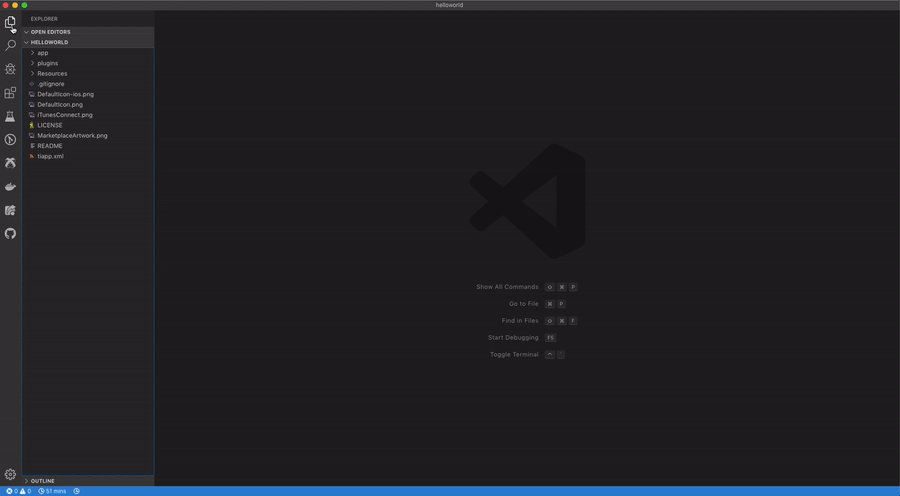 helloworld
EXPLORER
OPEN EDITORS
HELLOWORLD
app
plugins
Resources
.gitignore
DefaultIcon-ios.png
DefaultIcon.png
iTunesConnect.png
LICENSE
MarketplaceArtwork.png
README
tiapp.xml
Show All Commands ⇧ ⌘ P
Go to File ⌘ P
Find in Files ⇧ ⌘ F
Start Debugging F5
Toggle Terminal ^ `
OUTLINE
0 0 51 mins